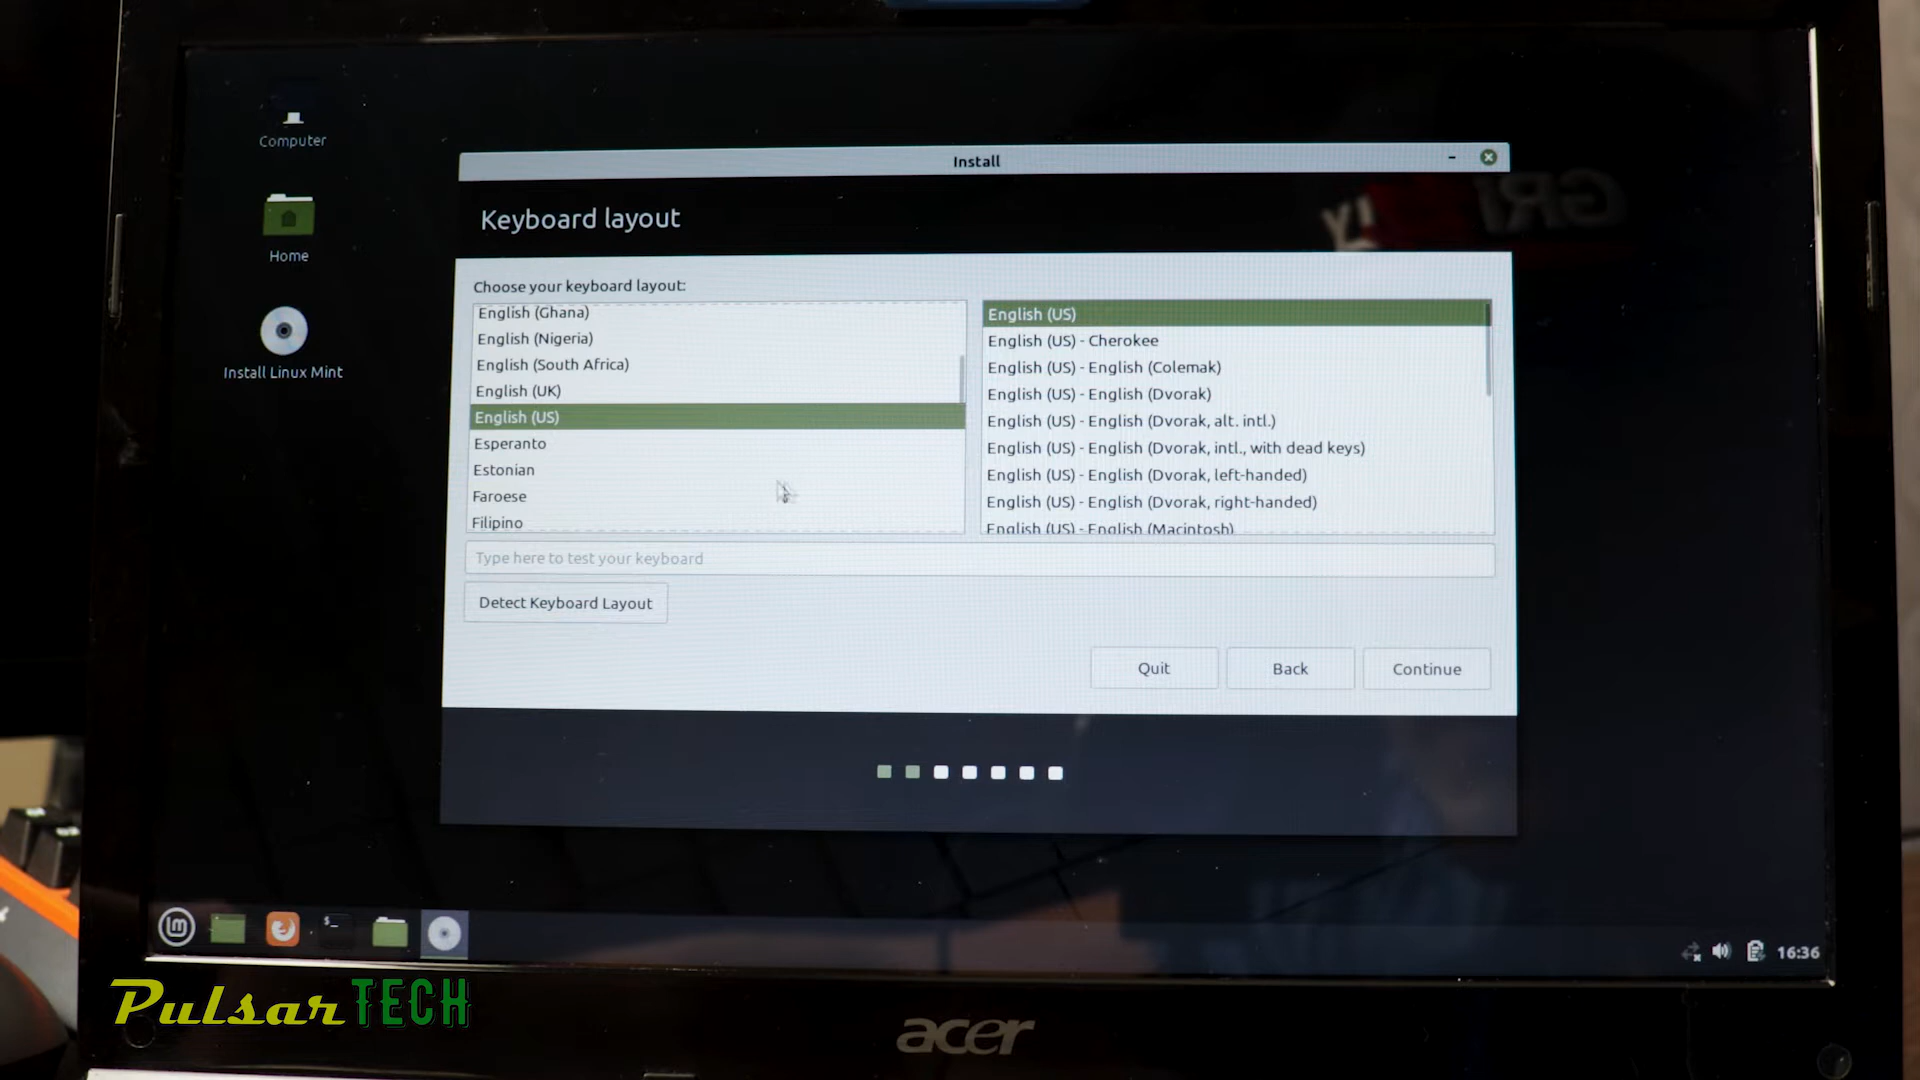 Computer
Home
Install Linux Mint
Install
Keyboard layout
Choose your keyboard layout:
English (Ghana)
English (Nigeria)
English (South Africa)
English (UK)
English (US)
Esperanto
Estonian
Faroese
Filipino
English (US)
English (US) - Cherokee
English (US) - English (Colemak)
English (US) - English (Dvorak)
English (US) - English (Dvorak, alt. intl.)
English (US) - English (Dvorak, intl., with dead keys)
English (US) - English (Dvorak, left-handed)
English (US) - English (Dvorak, right-handed)
English (US) - English (Macintosh)
Type here to test your keyboard
Detect Keyboard Layout
Quit
Back
Continue
$_
16:36
Pulsar TECH
acer